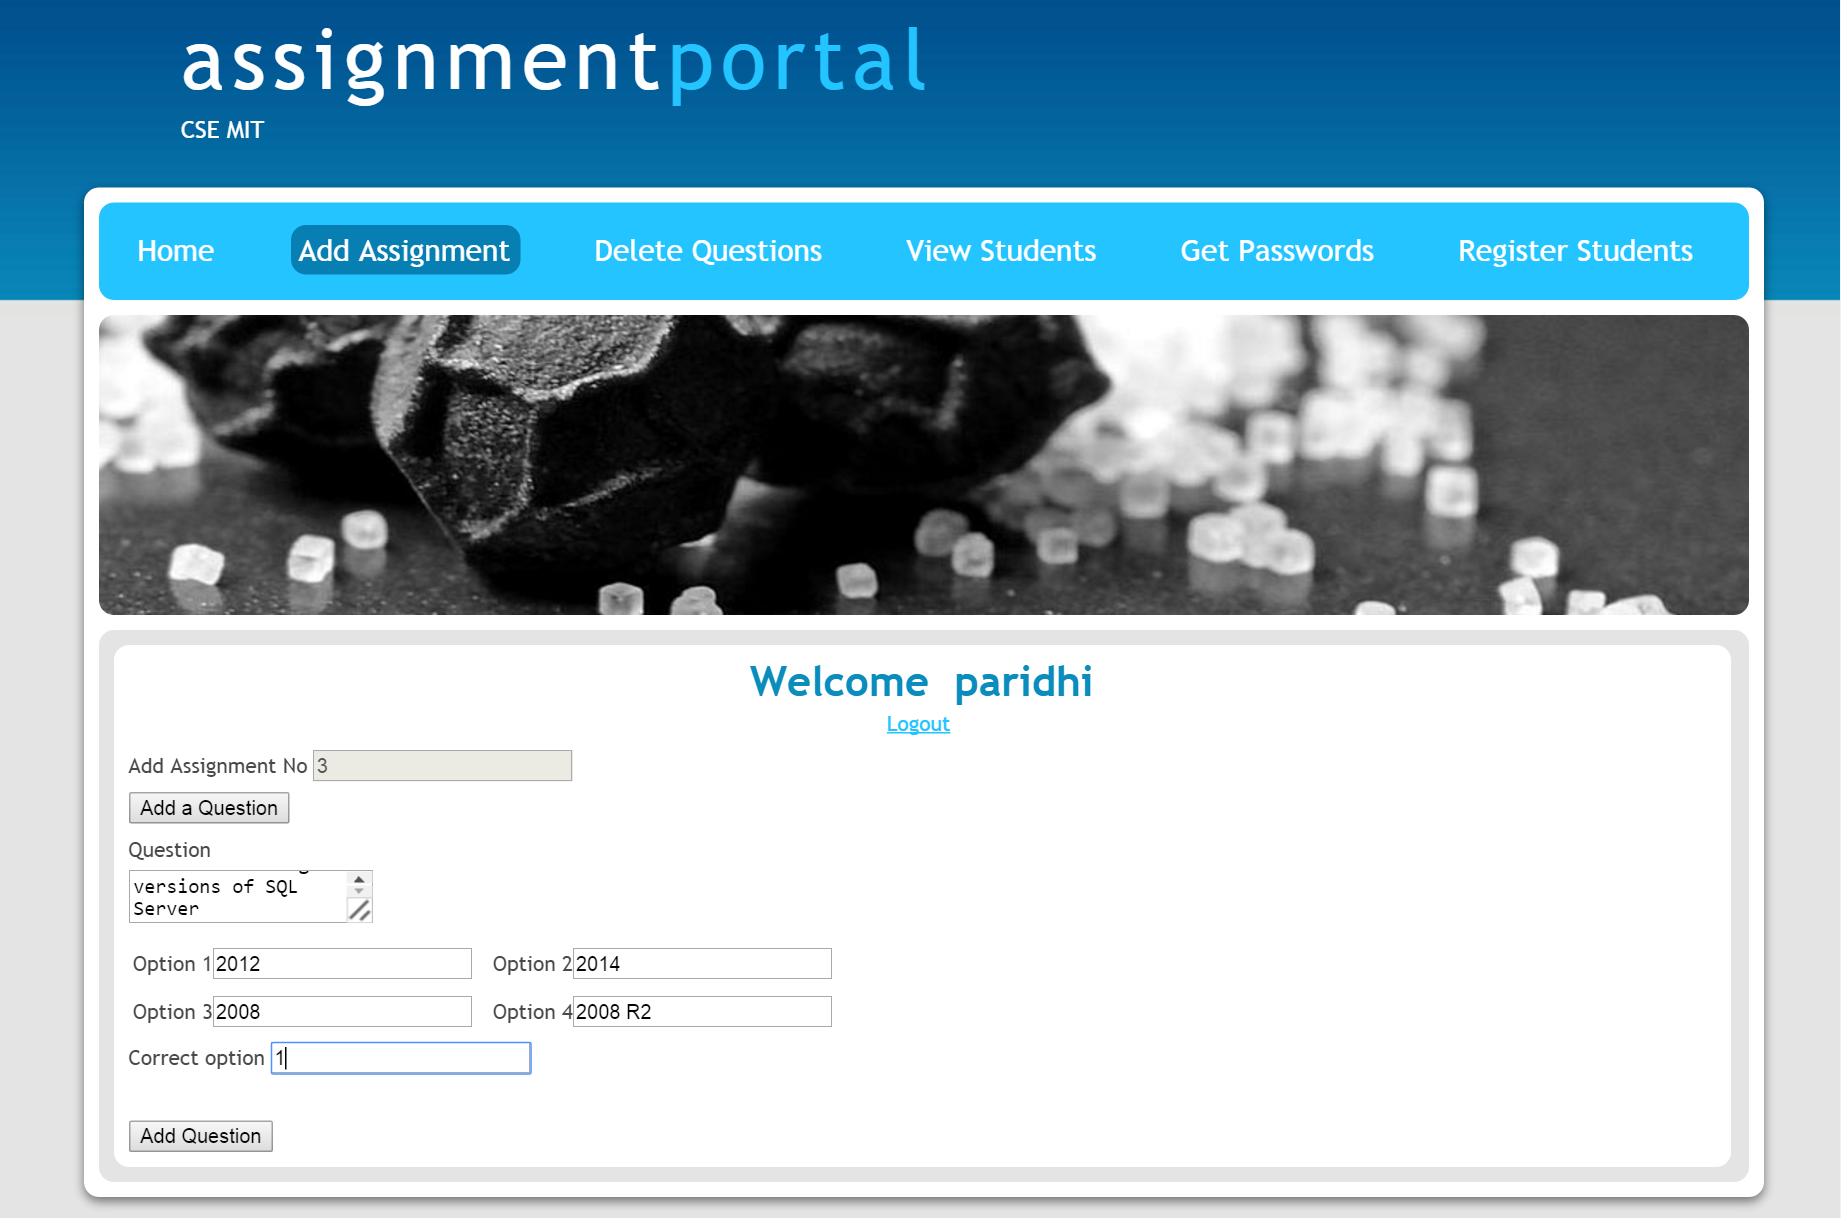 assignmentportal
CSE MIT
Home Add Assignment Delete Questions View Students Get Passwords Register Students
Welcome paridhi
Logout
Add Assignment No 3
Add a Question
Question
versions of SQL
Server
Option 1 2012 Option 2 2014
Option 3 2008 Option 4 2008 R2
Correct option 1
Add Question